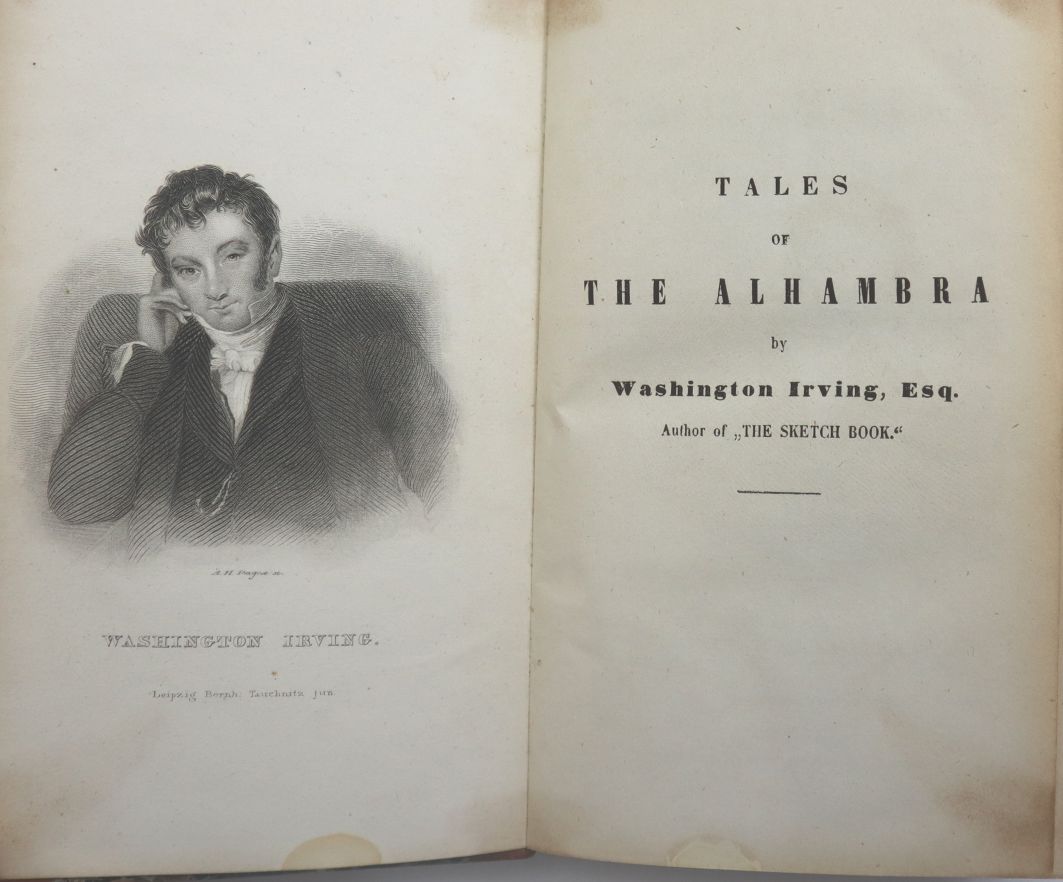 WASHINGTON IRVING.
Leipzig Bernh. Tauchnitz jun.
TALES
OF
THE ALHAMBRA
by
Washington Irving, Esq.
Author of „THE SKETCH BOOK.“